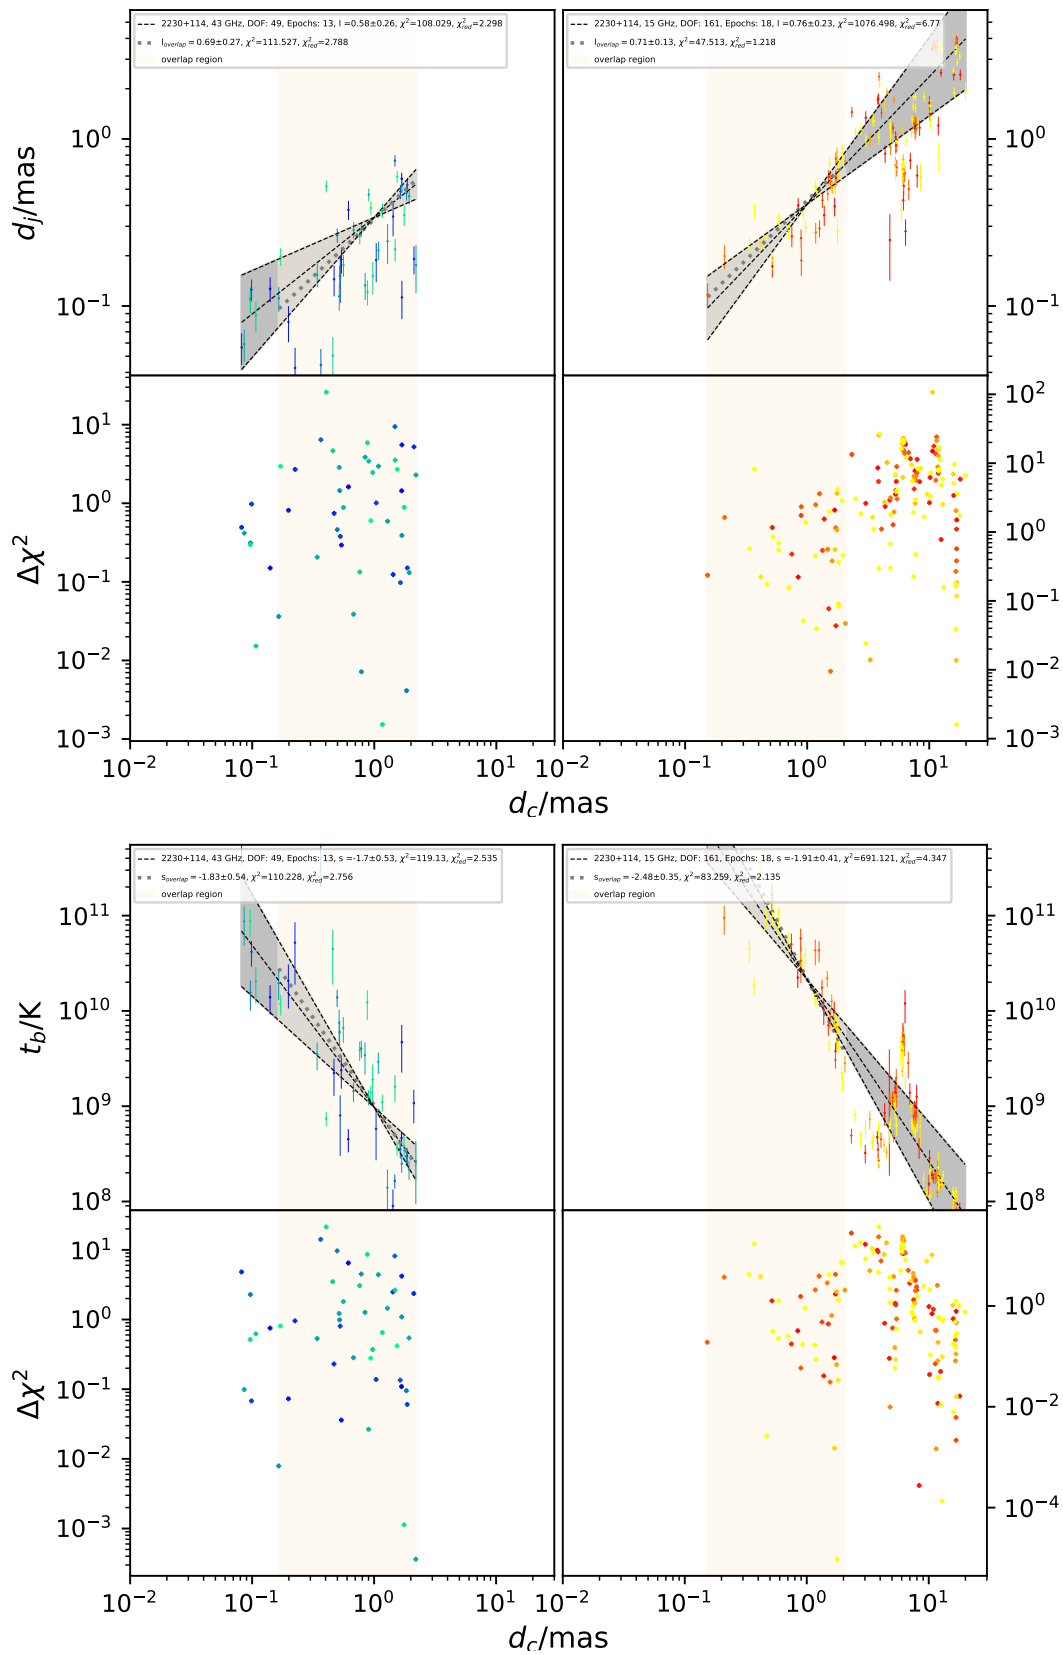 2230+114, 43 GHz, DOF: 49, Epochs: 13, l =0.58±0.26, χ²=108.029, χ²red=2.298
loverlap = 0.69±0.27, χ²=111.527, χ²red=2.788
overlap region
2230+114, 15 GHz, DOF: 161, Epochs: 18, l =0.76±0.23, χ²=1076.498, χ²red=6.77
loverlap = 0.71±0.13, χ²=47.513, χ²red=1.218
overlap region
dj/mas
10⁰
10⁻¹
10⁰
10⁻¹
Δχ²
10¹
10⁰
10⁻¹
10⁻²
10⁻³
10²
10¹
10⁰
10⁻¹
10⁻²
10⁻³
10⁻² 10⁻¹ 10⁰ 10¹ 10⁻² 10⁻¹ 10⁰ 10¹
dc/mas
2230+114, 43 GHz, DOF: 49, Epochs: 13, s =-1.7±0.53, χ²=119.13, χ²red=2.535
soverlap = -1.83±0.54, χ²=110.228, χ²red=2.756
overlap region
2230+114, 15 GHz, DOF: 161, Epochs: 18, s =-1.91±0.41, χ²=691.121, χ²red=4.347
soverlap = -2.48±0.35, χ²=83.259, χ²red=2.135
overlap region
tb/K
10¹¹
10¹⁰
10⁹
10⁸
10¹¹
10¹⁰
10⁹
10⁸
Δχ²
10¹
10⁰
10⁻¹
10⁻²
10⁻³
10⁰
10⁻²
10⁻⁴
10⁻² 10⁻¹ 10⁰ 10¹ 10⁻² 10⁻¹ 10⁰ 10¹
dc/mas